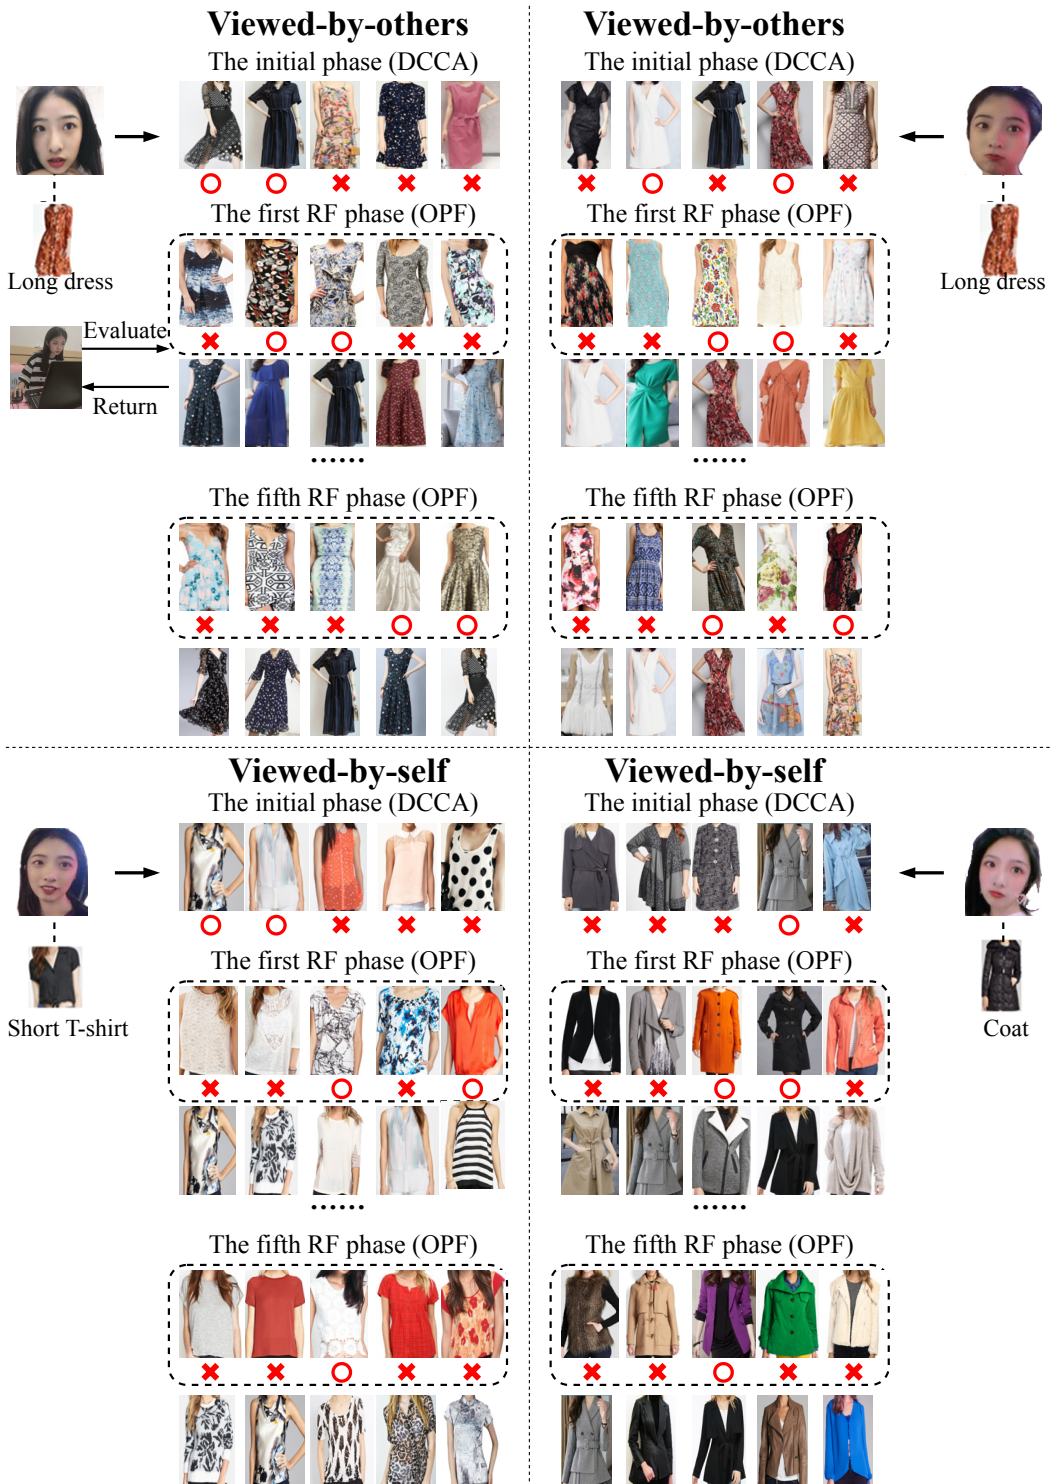 Viewed-by-others
The initial phase (DCCA)
The first RF phase (OPF)
Long dress
Evaluate
Return
......
The fifth RF phase (OPF)
Viewed-by-others
The initial phase (DCCA)
The first RF phase (OPF)
Long dress
......
The fifth RF phase (OPF)
Viewed-by-self
The initial phase (DCCA)
The first RF phase (OPF)
Short T-shirt
......
The fifth RF phase (OPF)
Viewed-by-self
The initial phase (DCCA)
The first RF phase (OPF)
Coat
......
The fifth RF phase (OPF)